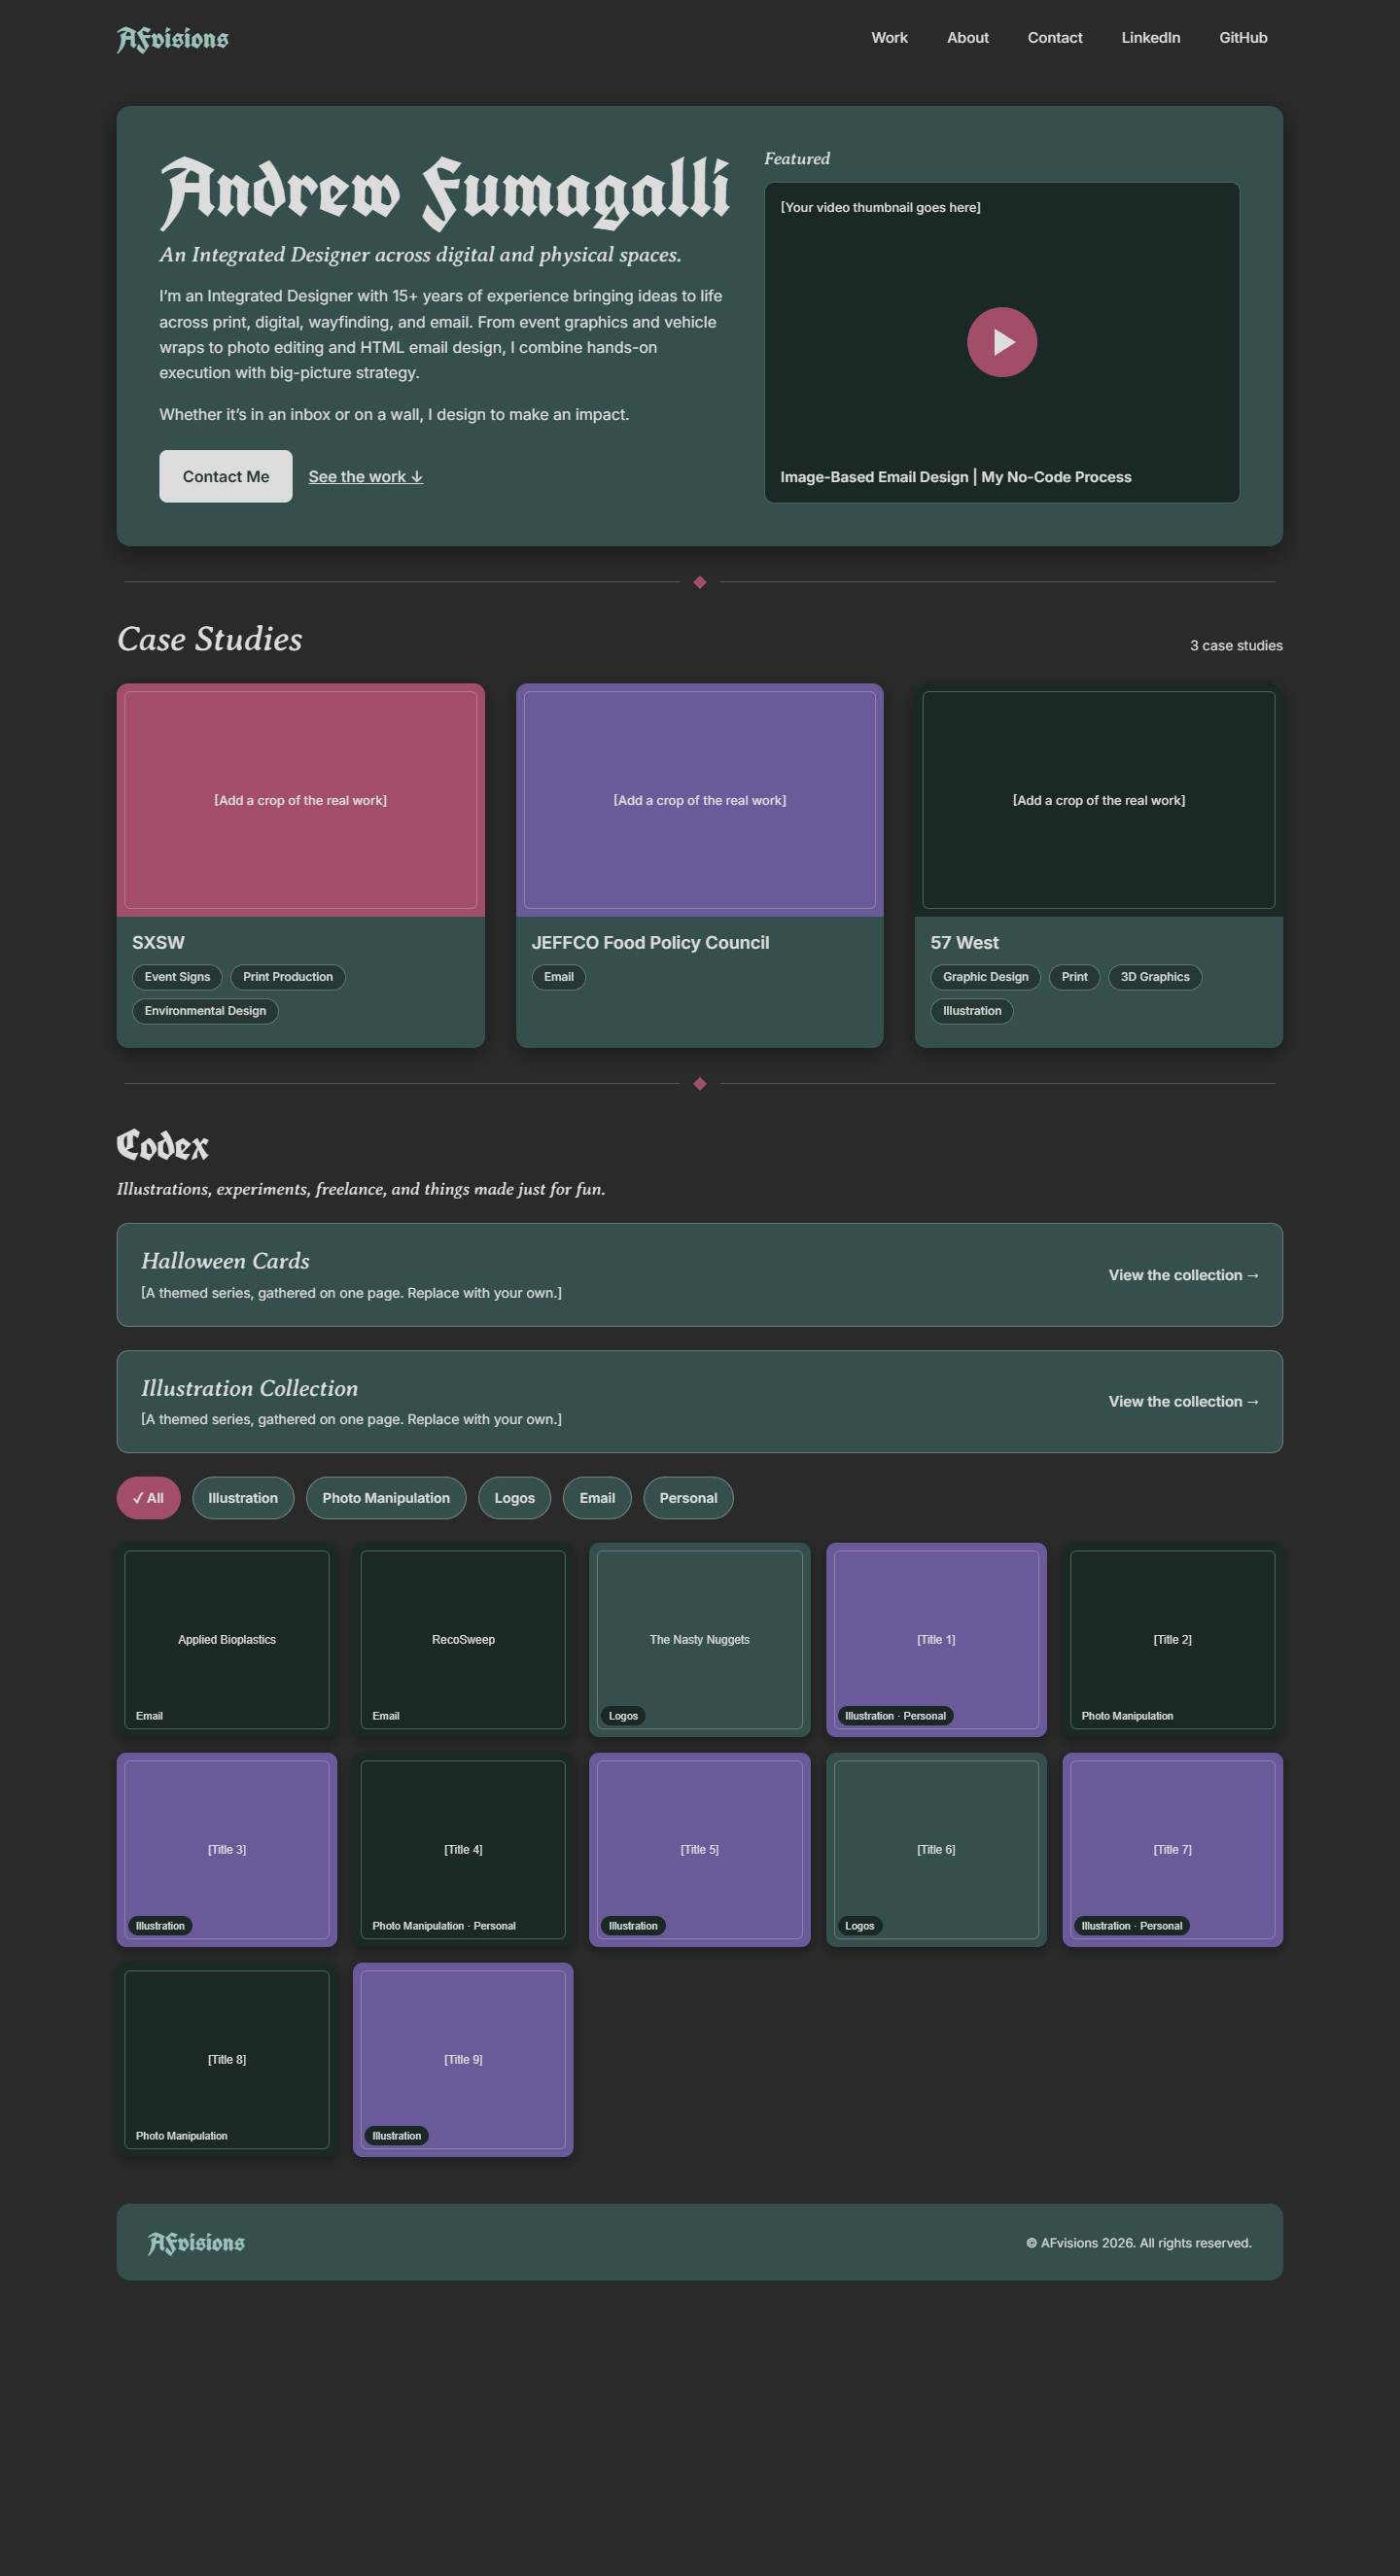 AFvisions
Work
About
Contact
LinkedIn
GitHub
Andrew Fumagalli
An Integrated Designer across digital and physical spaces.
I’m an Integrated Designer with 15+ years of experience bringing ideas to life
across print, digital, wayfinding, and email. From event graphics and vehicle
wraps to photo editing and HTML email design, I combine hands-on
execution with big-picture strategy.
Whether it’s in an inbox or on a wall, I design to make an impact.
Contact Me
See the work ↓
Featured
[Your video thumbnail goes here]
Image-Based Email Design | My No-Code Process
Case Studies
3 case studies
[Add a crop of the real work]
SXSW
Event Signs
Print Production
Environmental Design
[Add a crop of the real work]
JEFFCO Food Policy Council
Email
[Add a crop of the real work]
57 West
Graphic Design
Print
3D Graphics
Illustration
Codex
Illustrations, experiments, freelance, and things made just for fun.
Halloween Cards
[A themed series, gathered on one page. Replace with your own.]
View the collection →
Illustration Collection
[A themed series, gathered on one page. Replace with your own.]
View the collection →
✓ All
Illustration
Photo Manipulation
Logos
Email
Personal
Applied Bioplastics
Email
RecoSweep
Email
The Nasty Nuggets
Logos
[Title 1]
Illustration · Personal
[Title 2]
Photo Manipulation
[Title 3]
Illustration
[Title 4]
Photo Manipulation · Personal
[Title 5]
Illustration
[Title 6]
Logos
[Title 7]
Illustration · Personal
[Title 8]
Photo Manipulation
[Title 9]
Illustration
AFvisions
© AFvisions 2026. All rights reserved.